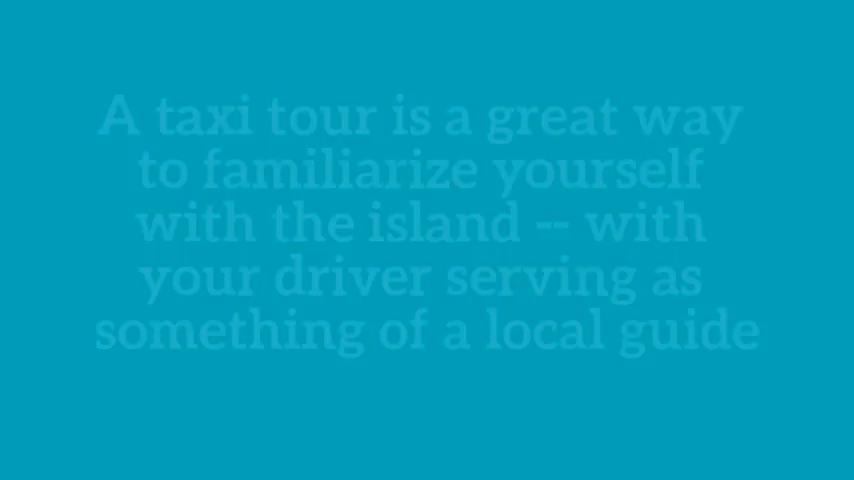 A taxi tour is a great way
to familiarize yourself
with the island -- with
your driver serving as
something of a local guide